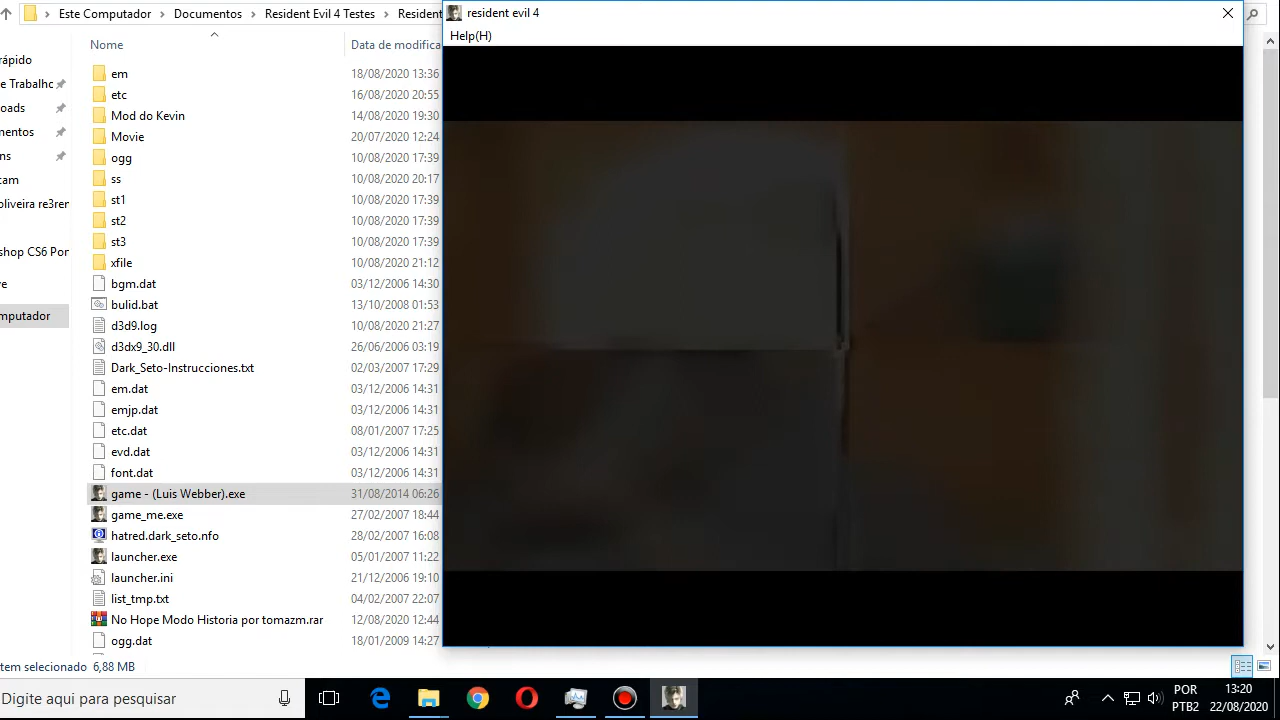 Este Computador > Documentos > Resident Evil 4 Testes > Resident
resident evil 4
Help(H)
Nome
Data de modifica
rápido
e Trabalhc
oads
mentos
ns
cam
oliveira re3ren
shop CS6 Por
ve
mputador
em 18/08/2020 13:36
etc 16/08/2020 20:55
Mod do Kevin 14/08/2020 19:30
Movie 20/07/2020 12:24
ogg 10/08/2020 17:39
ss 10/08/2020 20:17
st1 10/08/2020 17:39
st2 10/08/2020 17:39
st3 10/08/2020 17:39
xfile 10/08/2020 21:12
bgm.dat 03/12/2006 14:30
bulid.bat 13/10/2008 01:53
d3d9.log 10/08/2020 21:27
d3dx9_30.dll 26/06/2006 03:19
Dark_Seto-Instrucciones.txt 02/03/2007 17:29
em.dat 03/12/2006 14:31
emjp.dat 03/12/2006 14:31
etc.dat 08/01/2007 17:25
evd.dat 03/12/2006 14:31
font.dat 03/12/2006 14:31
game - (Luis Webber).exe 31/08/2014 06:26
game_me.exe 27/02/2007 18:44
hatred.dark_seto.nfo 28/02/2007 16:08
launcher.exe 05/01/2007 11:22
launcher.ini 21/12/2006 19:10
list_tmp.txt 04/02/2007 22:07
No Hope Modo Historia por tomazm.rar 12/08/2020 12:44
ogg.dat 18/01/2009 14:27
tem selecionado 6,88 MB
Digite aqui para pesquisar
POR
PTB2
13:20
22/08/2020